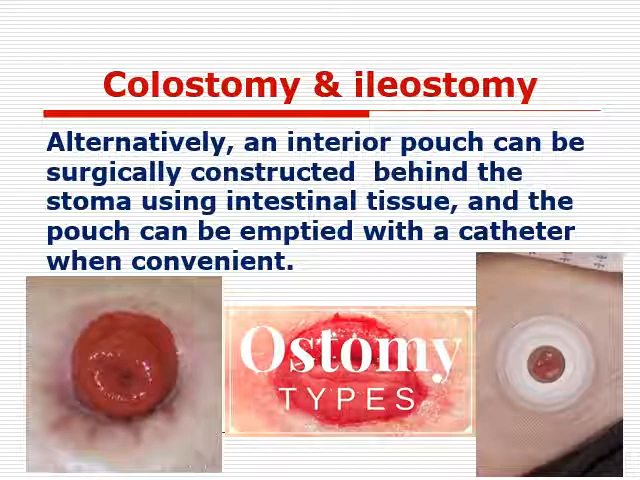 Colostomy & ileostomy
Alternatively, an interior pouch can be
surgically constructed  behind the
stoma using intestinal tissue, and the
pouch can be emptied with a catheter
when convenient.
Ostomy
TYPES